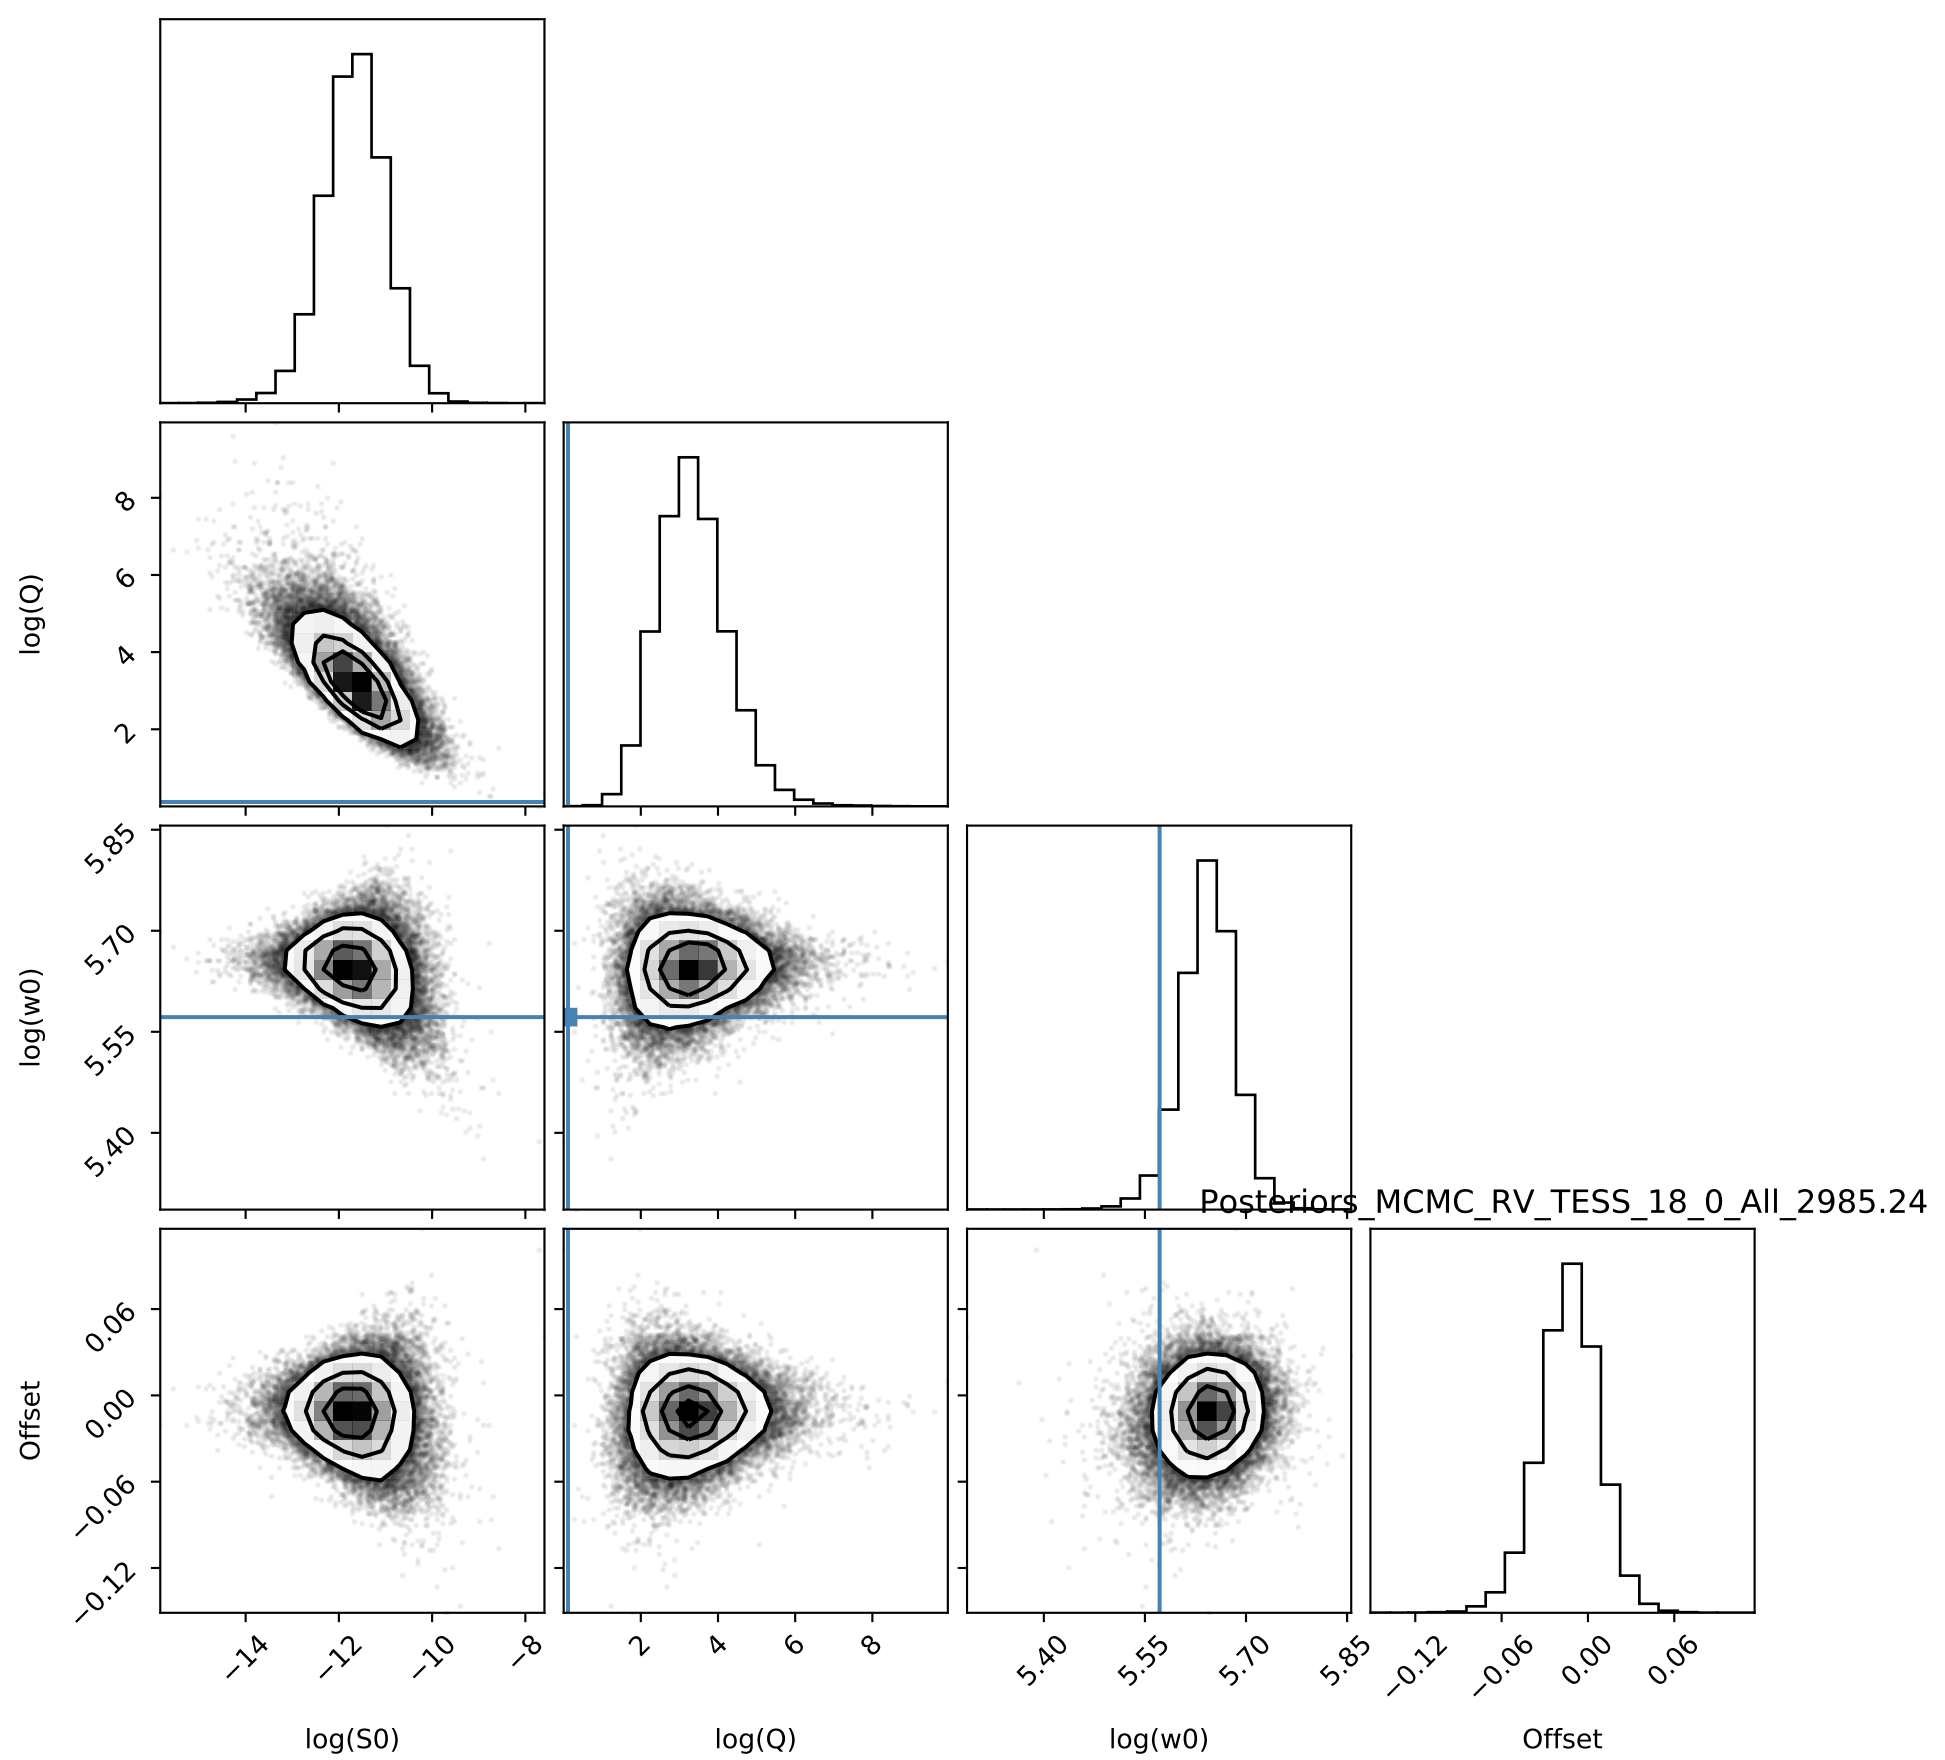 log(Q)
8
6
4
2
log(w0)
5.85
5.70
5.55
5.40
Posteriors_MCMC_RV_TESS_18_0_All_2985.24
Offset
0.06
0.00
−0.06
−0.12
−14 −12 −10 −8 2 4 6 8 5.40 5.55 5.70 5.85 −0.12 −0.06 0.00 0.06
log(S0) log(Q) log(w0) Offset